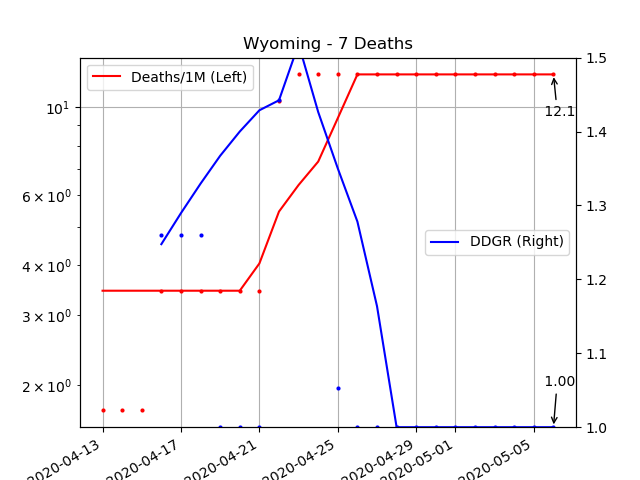 Wyoming - 7 Deaths
Deaths/1M (Left)
DDGR (Right)
10¹
6 × 10⁰
4 × 10⁰
3 × 10⁰
2 × 10⁰
1.5
1.4
1.3
1.2
1.1
1.0
12.1
1.00
2020-04-13
2020-04-17
2020-04-21
2020-04-25
2020-04-29
2020-05-01
2020-05-05